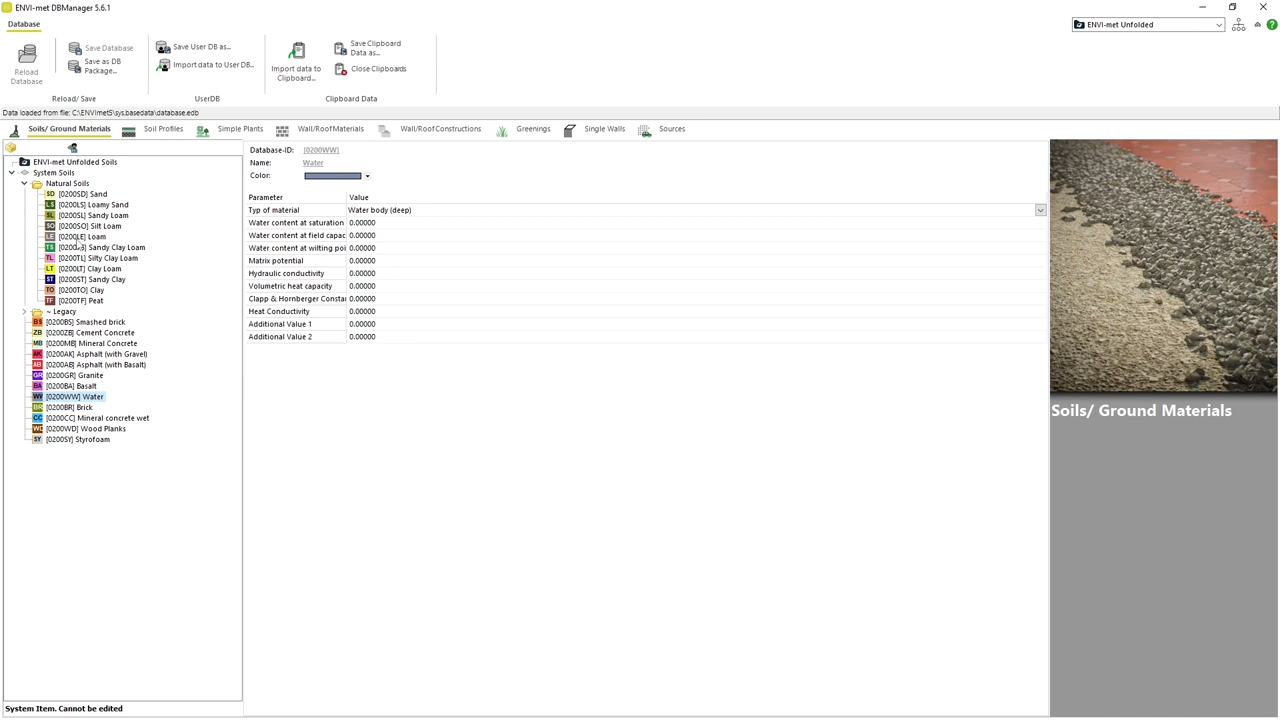 ENVI-met DBManager 5.6.1
Database
ENVI-met Unfolded
Reload
Database
Save Database
Save as DB
Package...
Reload/ Save
Save User DB as...
Import data to User DB..
UserDB
Import data to
Clipboard...
Save Clipboard
Data as...
Close Clipboards
Clipboard Data
Data loaded from file: C:\ENVImet5\sys.basedata\database.edb
Soils/ Ground Materials
Soil Profiles
Simple Plants
Wall/RoofMaterials
Wall/RoofConstructions
Greenings
Single Walls
Sources
ENVI-met Unfolded Soils
System Soils
Natural Soils
SD [0200SD] Sand
LS [0200LS] Loamy Sand
SL [0200SL] Sandy Loam
SO [0200SO] Silt Loam
LE [0200LE] Loam
TS Sandy Clay Loam
TL [0200TL] Silty Clay Loam
LT [0200LT] Clay Loam
ST [0200ST] Sandy Clay
TO [0200TO] Clay
TF [0200TF] Peat
~ Legacy
BS [0200BS] Smashed brick
ZB [0200ZB] Cement Concrete
MB [0200MB] Mineral Concrete
AK [0200AK] Asphalt (with Gravel)
AB [0200AB] Asphalt (with Basalt)
GR [0200GR] Granite
BA [0200BA] Basalt
WW [0200WW] Water
BR [0200BR] Brick
CC [0200CC] Mineral concrete wet
WD [0200WD] Wood Planks
SY [0200SY] Styrofoam
System Item. Cannot be edited
Database-ID: [0200WW]
Name: Water
Color:
Parameter Value
Typ of material Water body (deep)
Water content at saturation 0.00000
Water content at field capac 0.00000
Water content at wilting poi 0.00000
Matrix potential 0.00000
Hydraulic conductivity 0.00000
Volumetric heat capacity 0.00000
Clapp & Hornberger Constar 0.00000
Heat Conductivity 0.00000
Additional Value 1 0.00000
Additional Value 2 0.00000
Soils/ Ground Materials